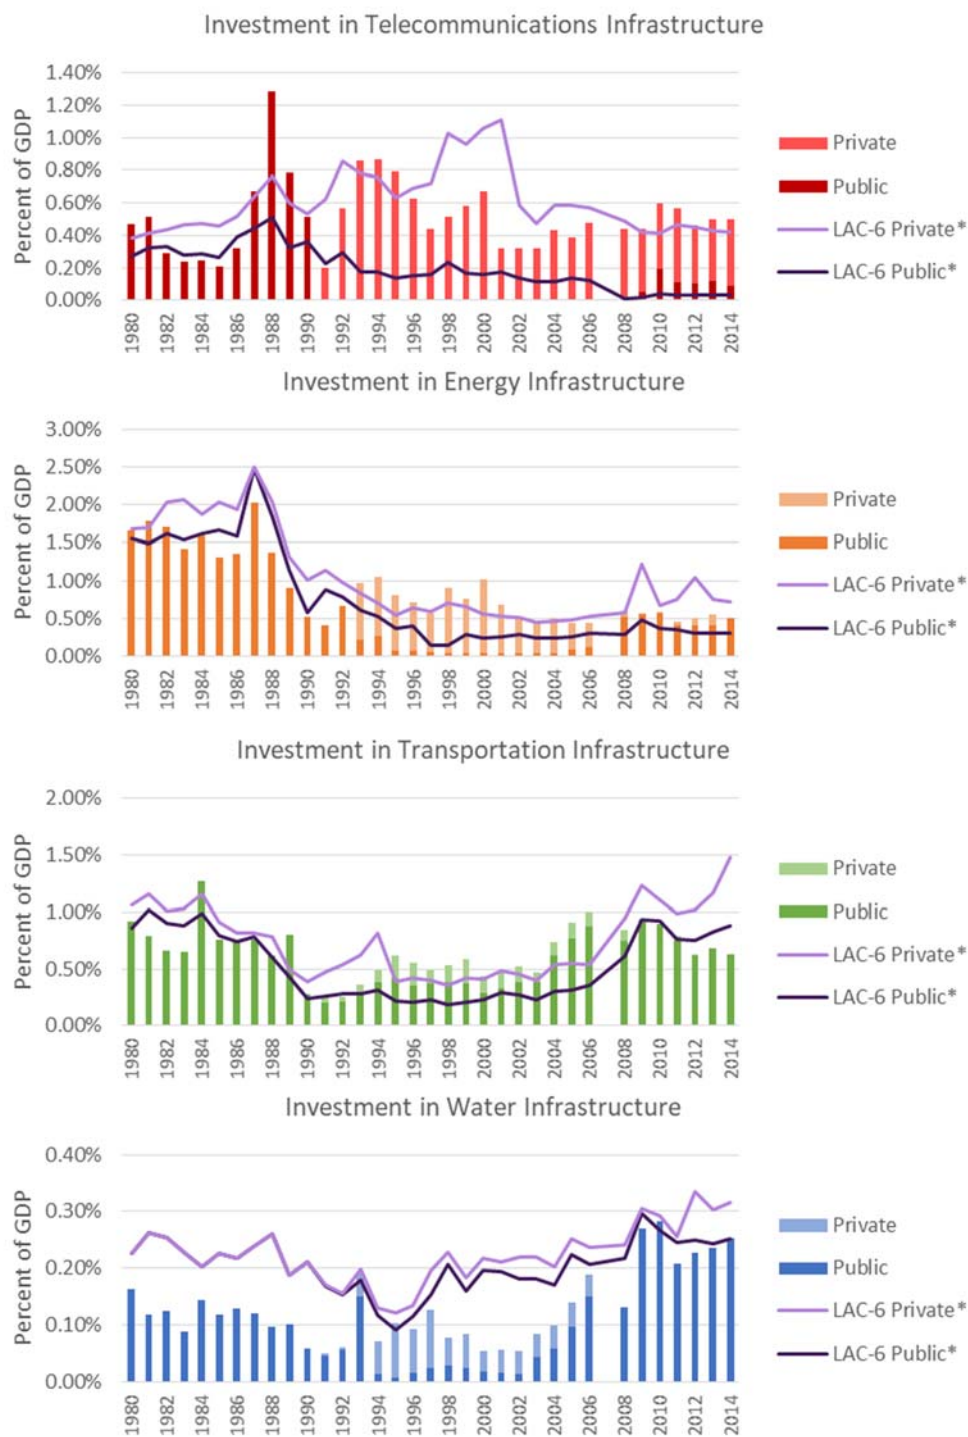 Investment in Telecommunications Infrastructure
Percent of GDP
1.40%
1.20%
1.00%
0.80%
0.60%
0.40%
0.20%
0.00%
1980 1982 1984 1986 1988 1990 1992 1994 1996 1998 2000 2002 2004 2006 2008 2010 2012 2014
Private
Public
LAC-6 Private*
LAC-6 Public*
Investment in Energy Infrastructure
Percent of GDP
3.00%
2.50%
2.00%
1.50%
1.00%
0.50%
0.00%
1980 1982 1984 1986 1988 1990 1992 1994 1996 1998 2000 2002 2004 2006 2008 2010 2012 2014
Private
Public
LAC-6 Private*
LAC-6 Public*
Investment in Transportation Infrastructure
Percent of GDP
2.00%
1.50%
1.00%
0.50%
0.00%
1980 1982 1984 1986 1988 1990 1992 1994 1996 1998 2000 2002 2004 2006 2008 2010 2012 2014
Private
Public
LAC-6 Private*
LAC-6 Public*
Investment in Water Infrastructure
Percent of GDP
0.40%
0.30%
0.20%
0.10%
0.00%
1980 1982 1984 1986 1988 1990 1992 1994 1996 1998 2000 2002 2004 2006 2008 2010 2012 2014
Private
Public
LAC-6 Private*
LAC-6 Public*